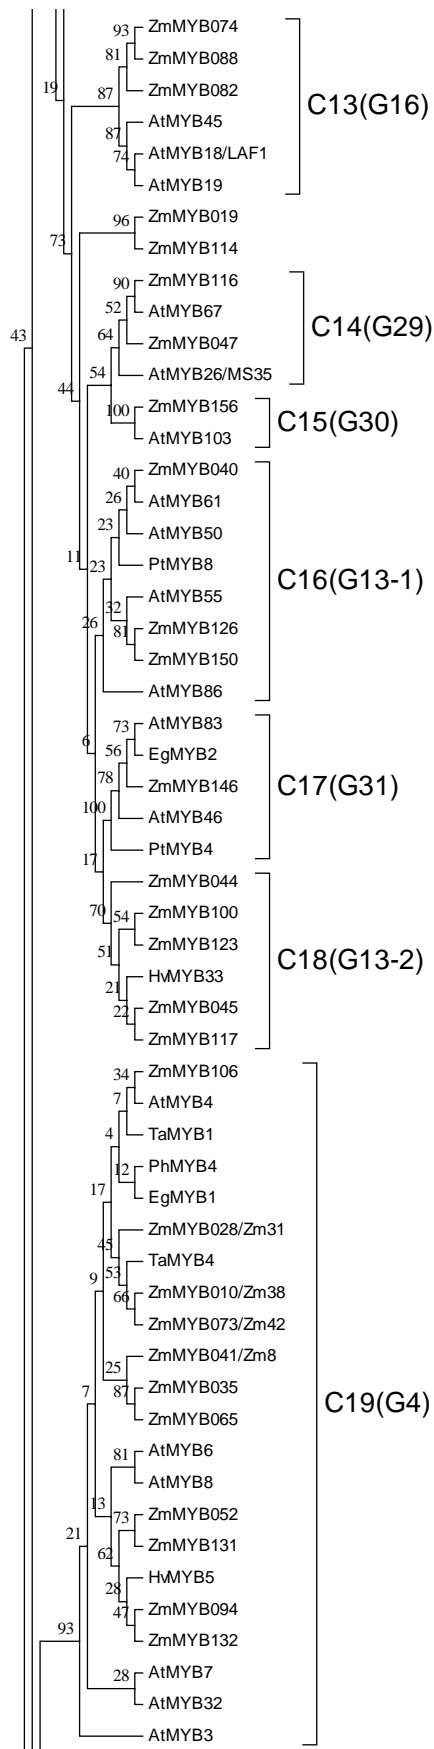 93
ZmMYB074
81
ZmMYB088
19
87
ZmMYB082
C13(G16)
87
AtMYB45
74
AtMYB18/LAF1
AtMYB19
96
ZmMYB019
73
ZmMYB114
90
ZmMYB116
52
AtMYB67
43
64
ZmMYB047
C14(G29)
54
AtMYB26/MS35
44
100
ZmMYB156
C15(G30)
AtMYB103
40
ZmMYB040
26
AtMYB61
23
AtMYB50
11
23
PtMYB8
C16(G13-1)
32
AtMYB55
26
81
ZmMYB126
ZmMYB150
AtMYB86
73
AtMYB83
6
56
EgMYB2
78
ZmMYB146
C17(G31)
100
AtMYB46
17
PtMYB4
ZmMYB044
70
54
ZmMYB100
51
ZmMYB123
C18(G13-2)
21
HvMYB33
22
ZmMYB045
ZmMYB117
34
ZmMYB106
7
AtMYB4
4
TaMYB1
12
PhMYB4
17
EgMYB1
45
ZmMYB028/Zm31
53
TaMYB4
9
66
ZmMYB010/Zm38
ZmMYB073/Zm42
25
ZmMYB041/Zm8
87
ZmMYB035
7
ZmMYB065
C19(G4)
81
AtMYB6
AtMYB8
13
73
ZmMYB052
21
62
ZmMYB131
28
HvMYB5
47
ZmMYB094
93
ZmMYB132
28
AtMYB7
AtMYB32
AtMYB3